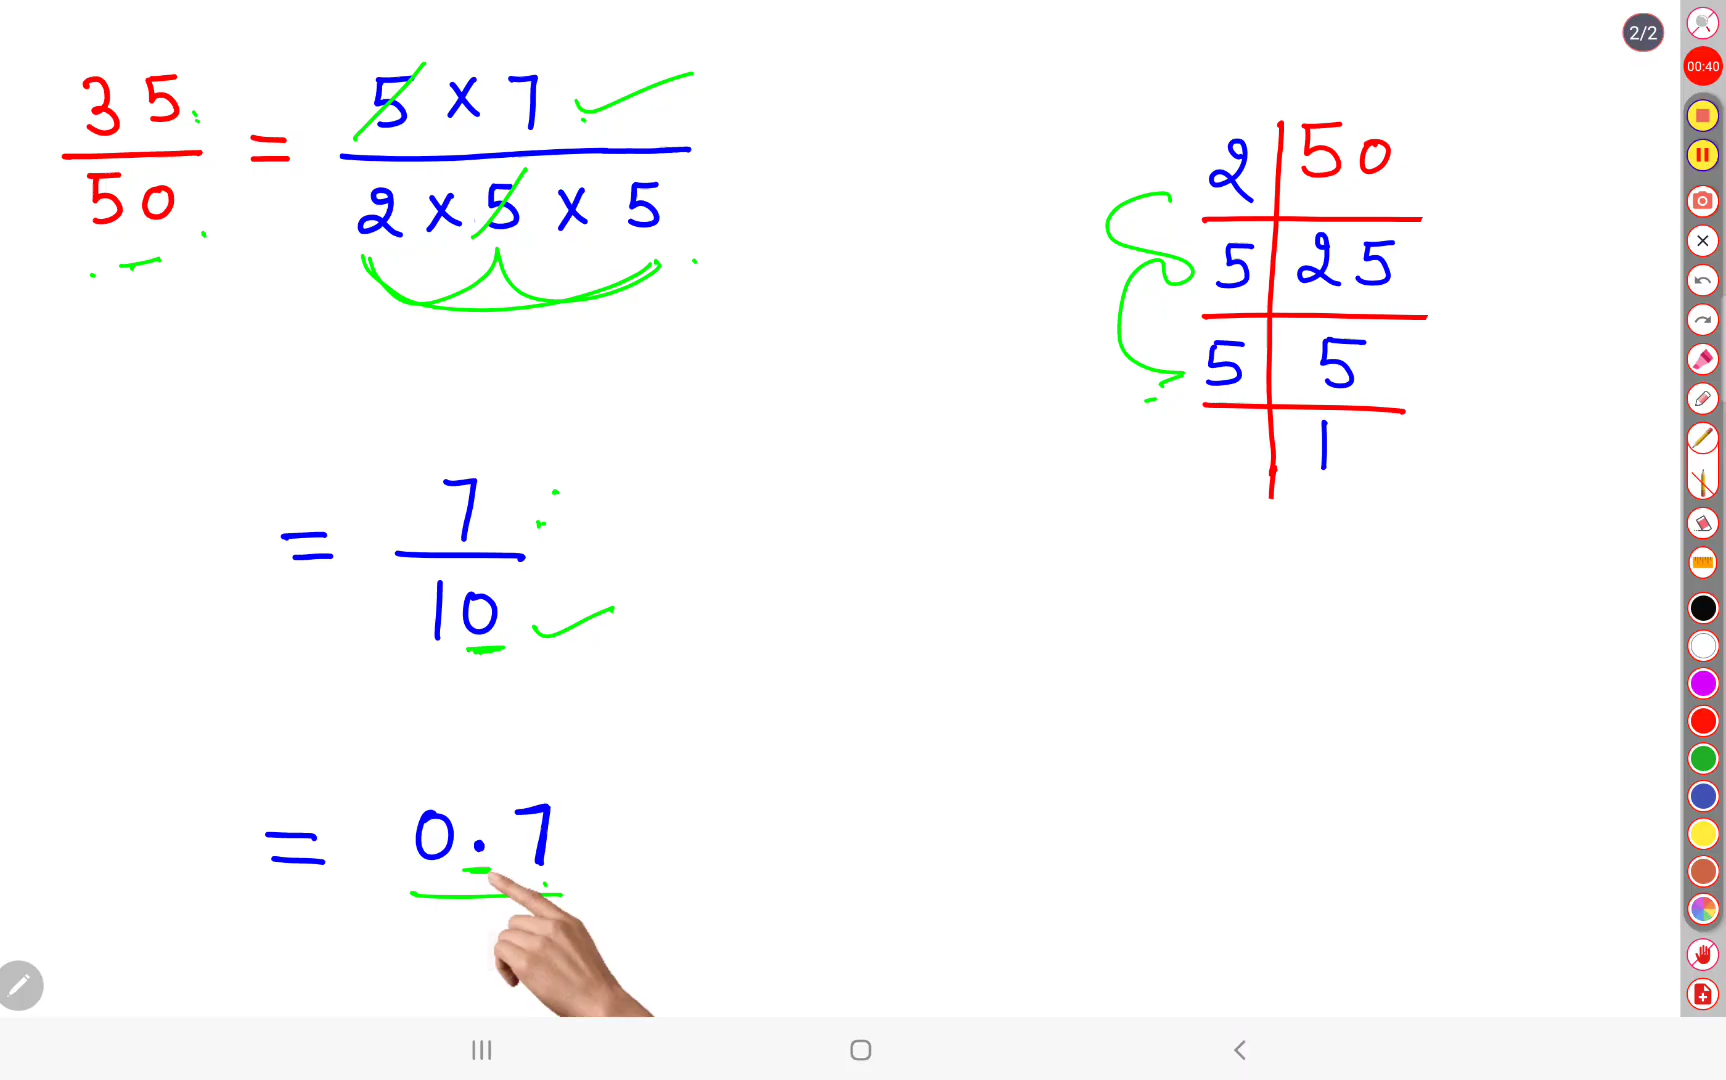 2/2
00:40
35/50 = 5 x 7 / 2 x 5 x 5
2 | 50
5 | 25
5 | 5
1
= 7/10
= 0.7